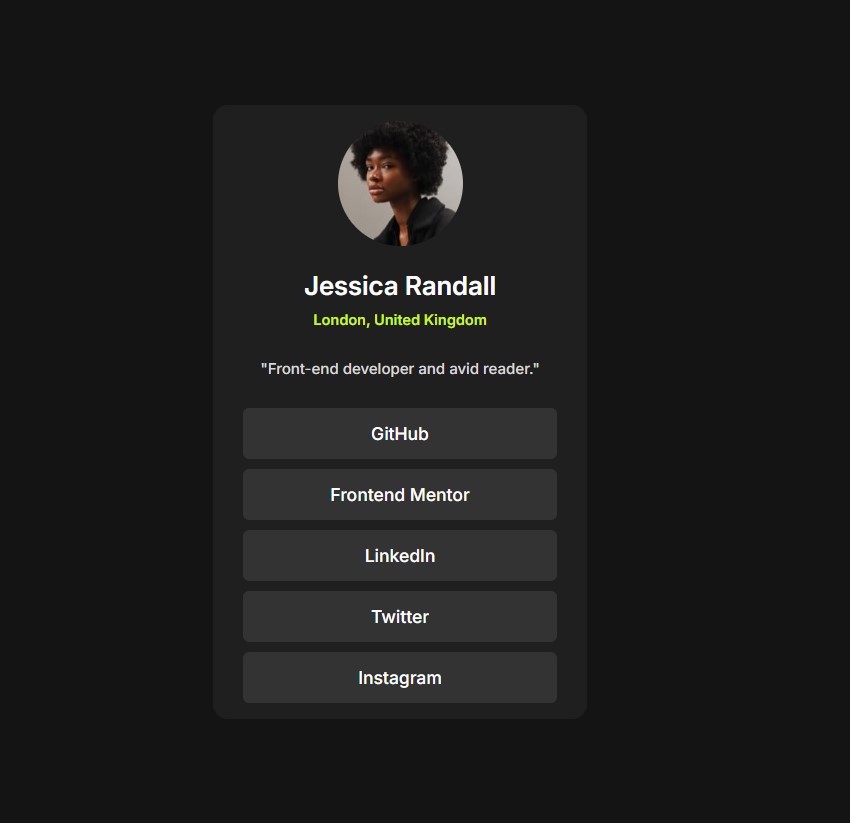 Jessica Randall
London, United Kingdom
"Front-end developer and avid reader."
GitHub
Frontend Mentor
LinkedIn
Twitter
Instagram